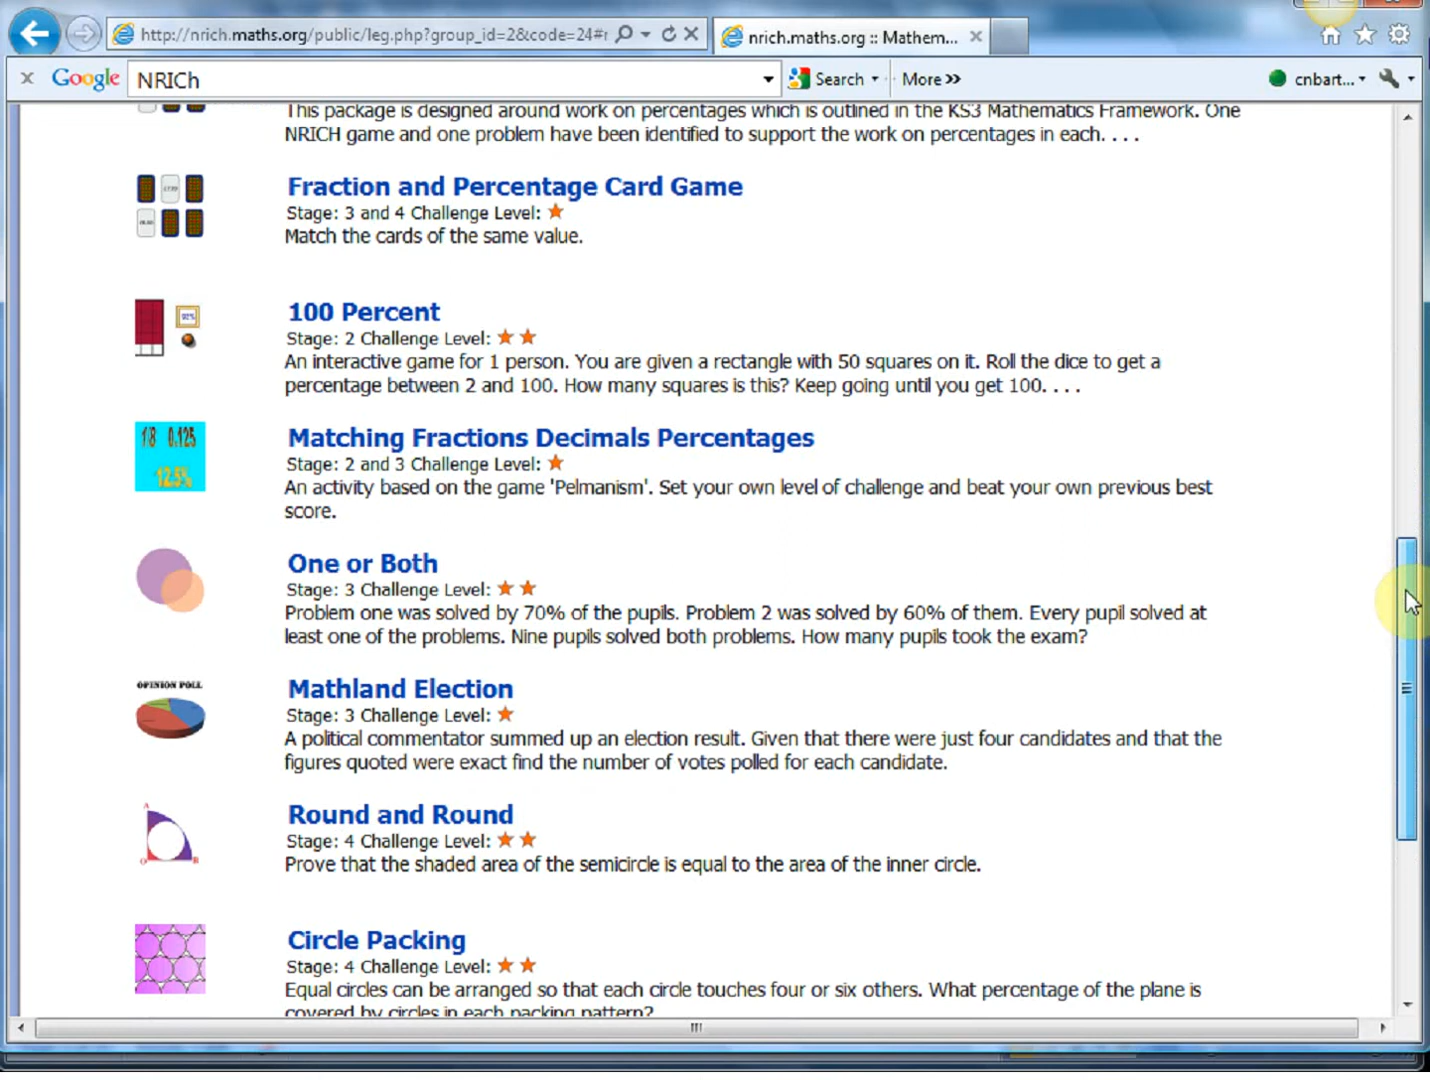 http://nrich.maths.org/public/leg.php?group_id=2&code=24#r
nrich.maths.org :: Mathem...
Google NRICh Search More >> cnbart...
This package is designed around work on percentages which is outlined in the KS3 Mathematics Framework. One
NRICH game and one problem have been identified to support the work on percentages in each. . . .
Fraction and Percentage Card Game
Stage: 3 and 4 Challenge Level:
Match the cards of the same value.
100 Percent
Stage: 2 Challenge Level:
An interactive game for 1 person. You are given a rectangle with 50 squares on it. Roll the dice to get a
percentage between 2 and 100. How many squares is this? Keep going until you get 100. . . .
1/8 0.125
12.5%
Matching Fractions Decimals Percentages
Stage: 2 and 3 Challenge Level:
An activity based on the game 'Pelmanism'. Set your own level of challenge and beat your own previous best
score.
One or Both
Stage: 3 Challenge Level:
Problem one was solved by 70% of the pupils. Problem 2 was solved by 60% of them. Every pupil solved at
least one of the problems. Nine pupils solved both problems. How many pupils took the exam?
OPINION POLL
Mathland Election
Stage: 3 Challenge Level:
A political commentator summed up an election result. Given that there were just four candidates and that the
figures quoted were exact find the number of votes polled for each candidate.
A
O B
Round and Round
Stage: 4 Challenge Level:
Prove that the shaded area of the semicircle is equal to the area of the inner circle.
Circle Packing
Stage: 4 Challenge Level:
Equal circles can be arranged so that each circle touches four or six others. What percentage of the plane is
covered by circles in each packing pattern?